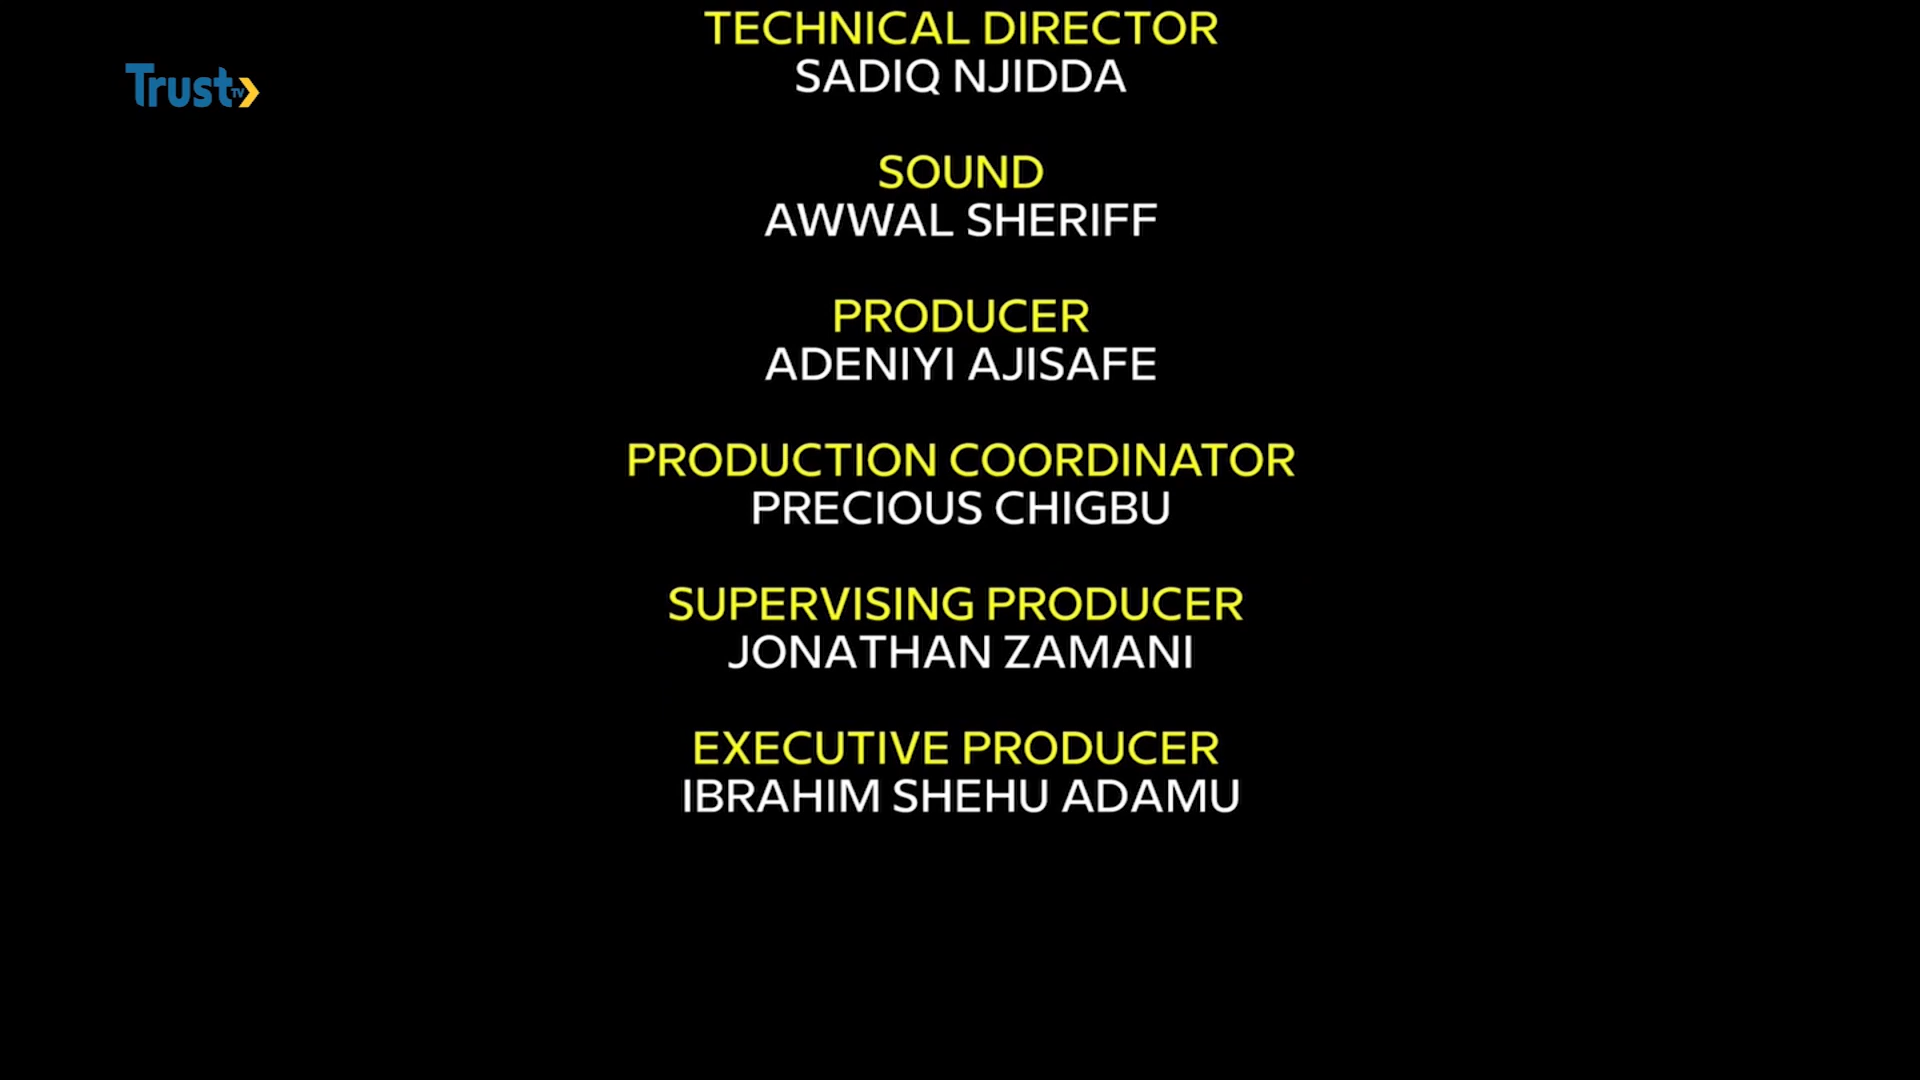 TECHNICAL DIRECTOR
SADIQ NJIDDA
Trust TV
SOUND
AWWAL SHERIFF
PRODUCER
ADENIYI AJISAFE
PRODUCTION COORDINATOR
PRECIOUS CHIGBU
SUPERVISING PRODUCER
JONATHAN ZAMANI
EXECUTIVE PRODUCER
IBRAHIM SHEHU ADAMU